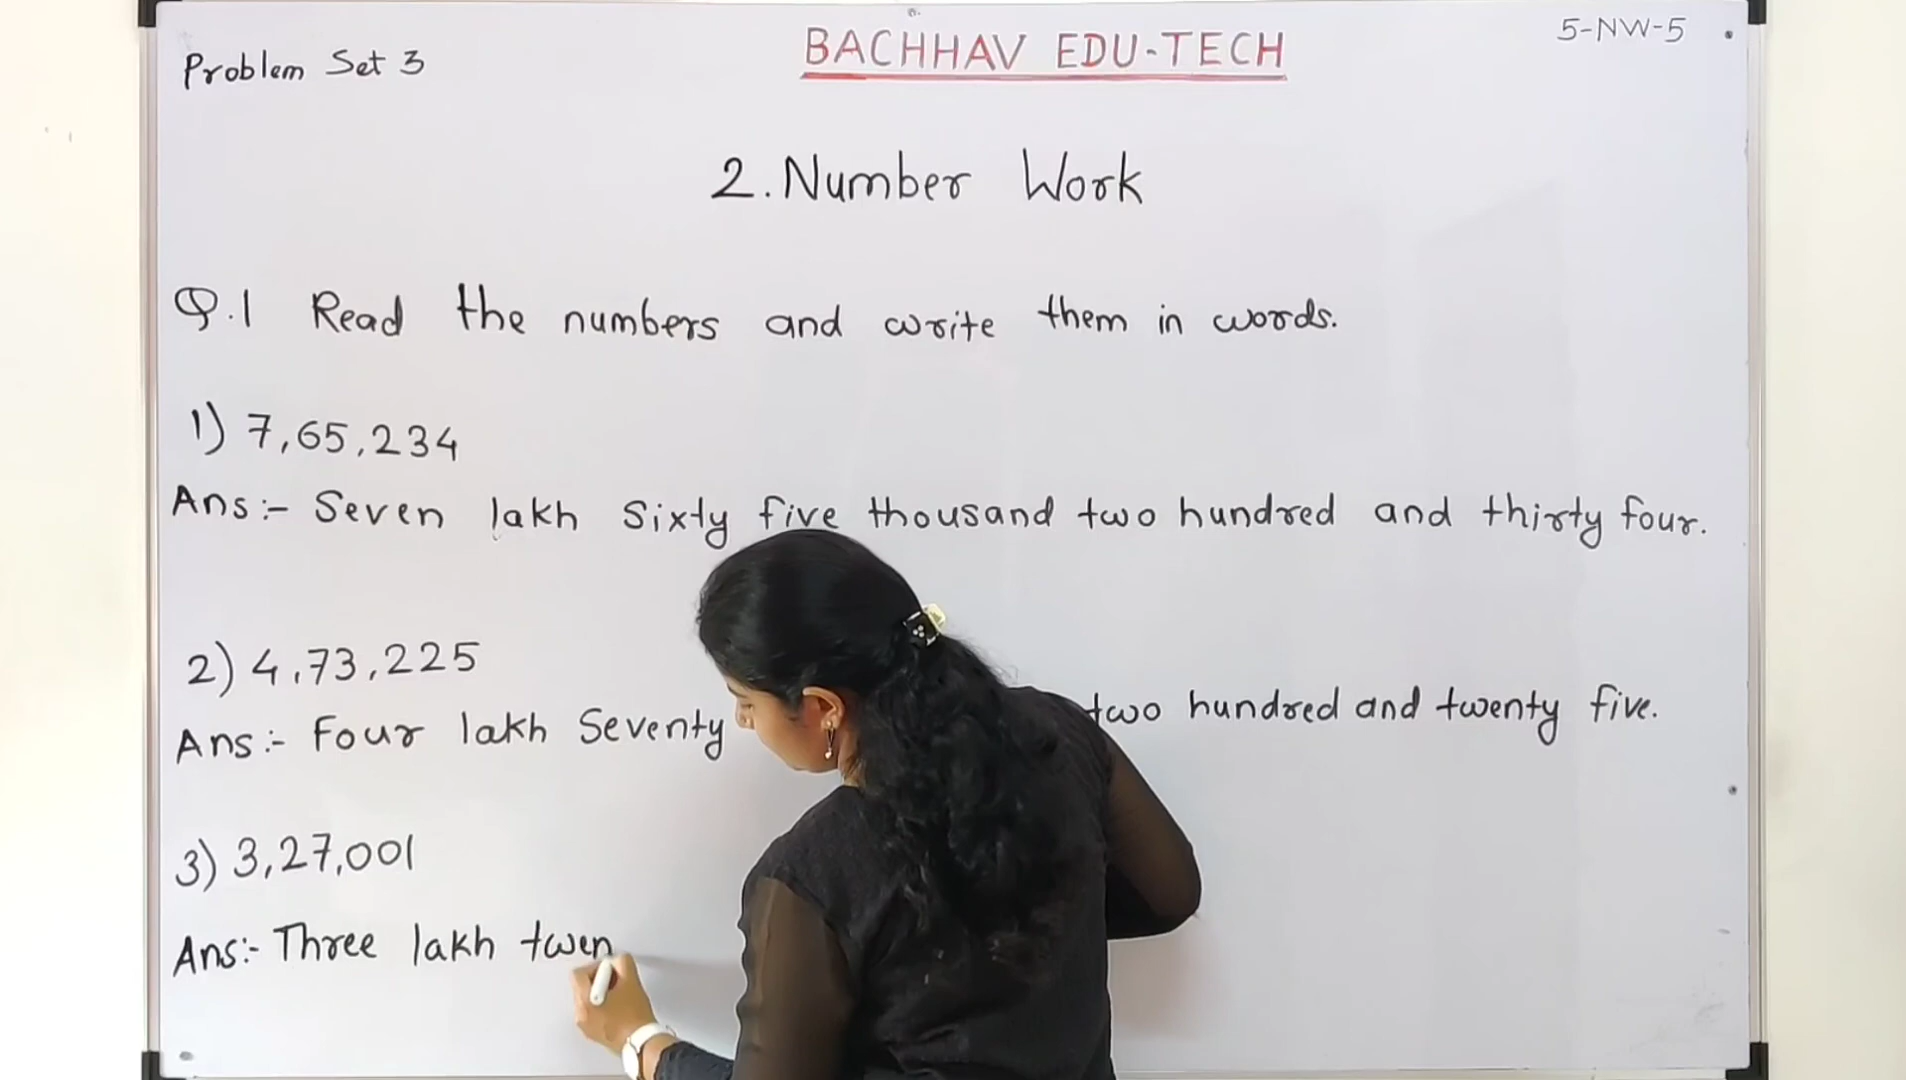 Problem Set 3
BACHHAV EDU-TECH
5-NW-5
2. Number Work
Q.1 Read the numbers and write them in words.
1) 7,65,234
Ans:- Seven lakh Sixty five thousand two hundred and thirty four.
2) 4,73,225
Ans:- Four lakh Seventy two hundred and twenty five.
3) 3,27,001
Ans:- Three lakh twen